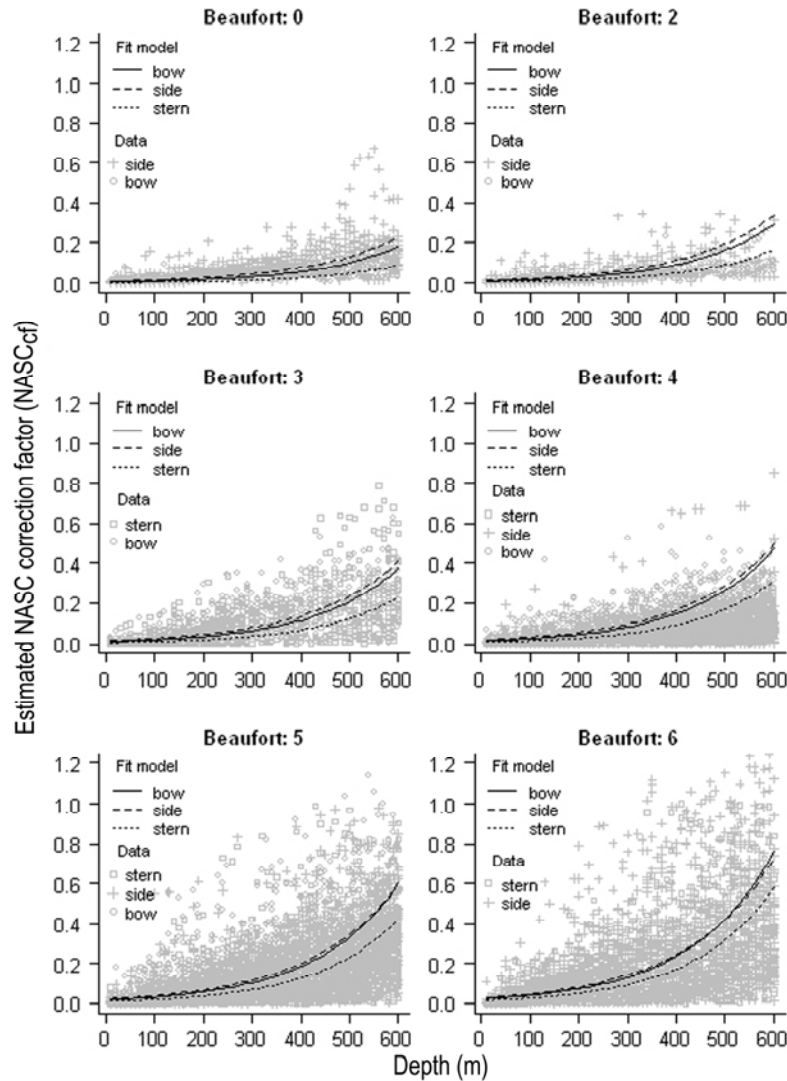 Beaufort: 0
1.2
1.0
0.8
0.6
0.4
0.2
0.0
Fit model
bow
side
stern
Data
side
bow
0 100 200 300 400 500 600
Beaufort: 2
1.2
1.0
0.8
0.6
0.4
0.2
0.0
Fit model
bow
side
stern
Data
side
bow
0 100 200 300 400 500 600
Beaufort: 3
1.2
1.0
0.8
0.6
0.4
0.2
0.0
Fit model
bow
side
stern
Data
stern
bow
0 100 200 300 400 500 600
Beaufort: 4
1.2
1.0
0.8
0.6
0.4
0.2
0.0
Fit model
bow
side
stern
Data
stern
side
bow
0 100 200 300 400 500 600
Beaufort: 5
1.2
1.0
0.8
0.6
0.4
0.2
0.0
Fit model
bow
side
stern
Data
stern
side
bow
0 100 200 300 400 500 600
Beaufort: 6
1.2
1.0
0.8
0.6
0.4
0.2
0.0
Fit model
bow
side
stern
Data
stern
side
0 100 200 300 400 500 600
Estimated NASC correction factor (NASCcf)
Depth (m)